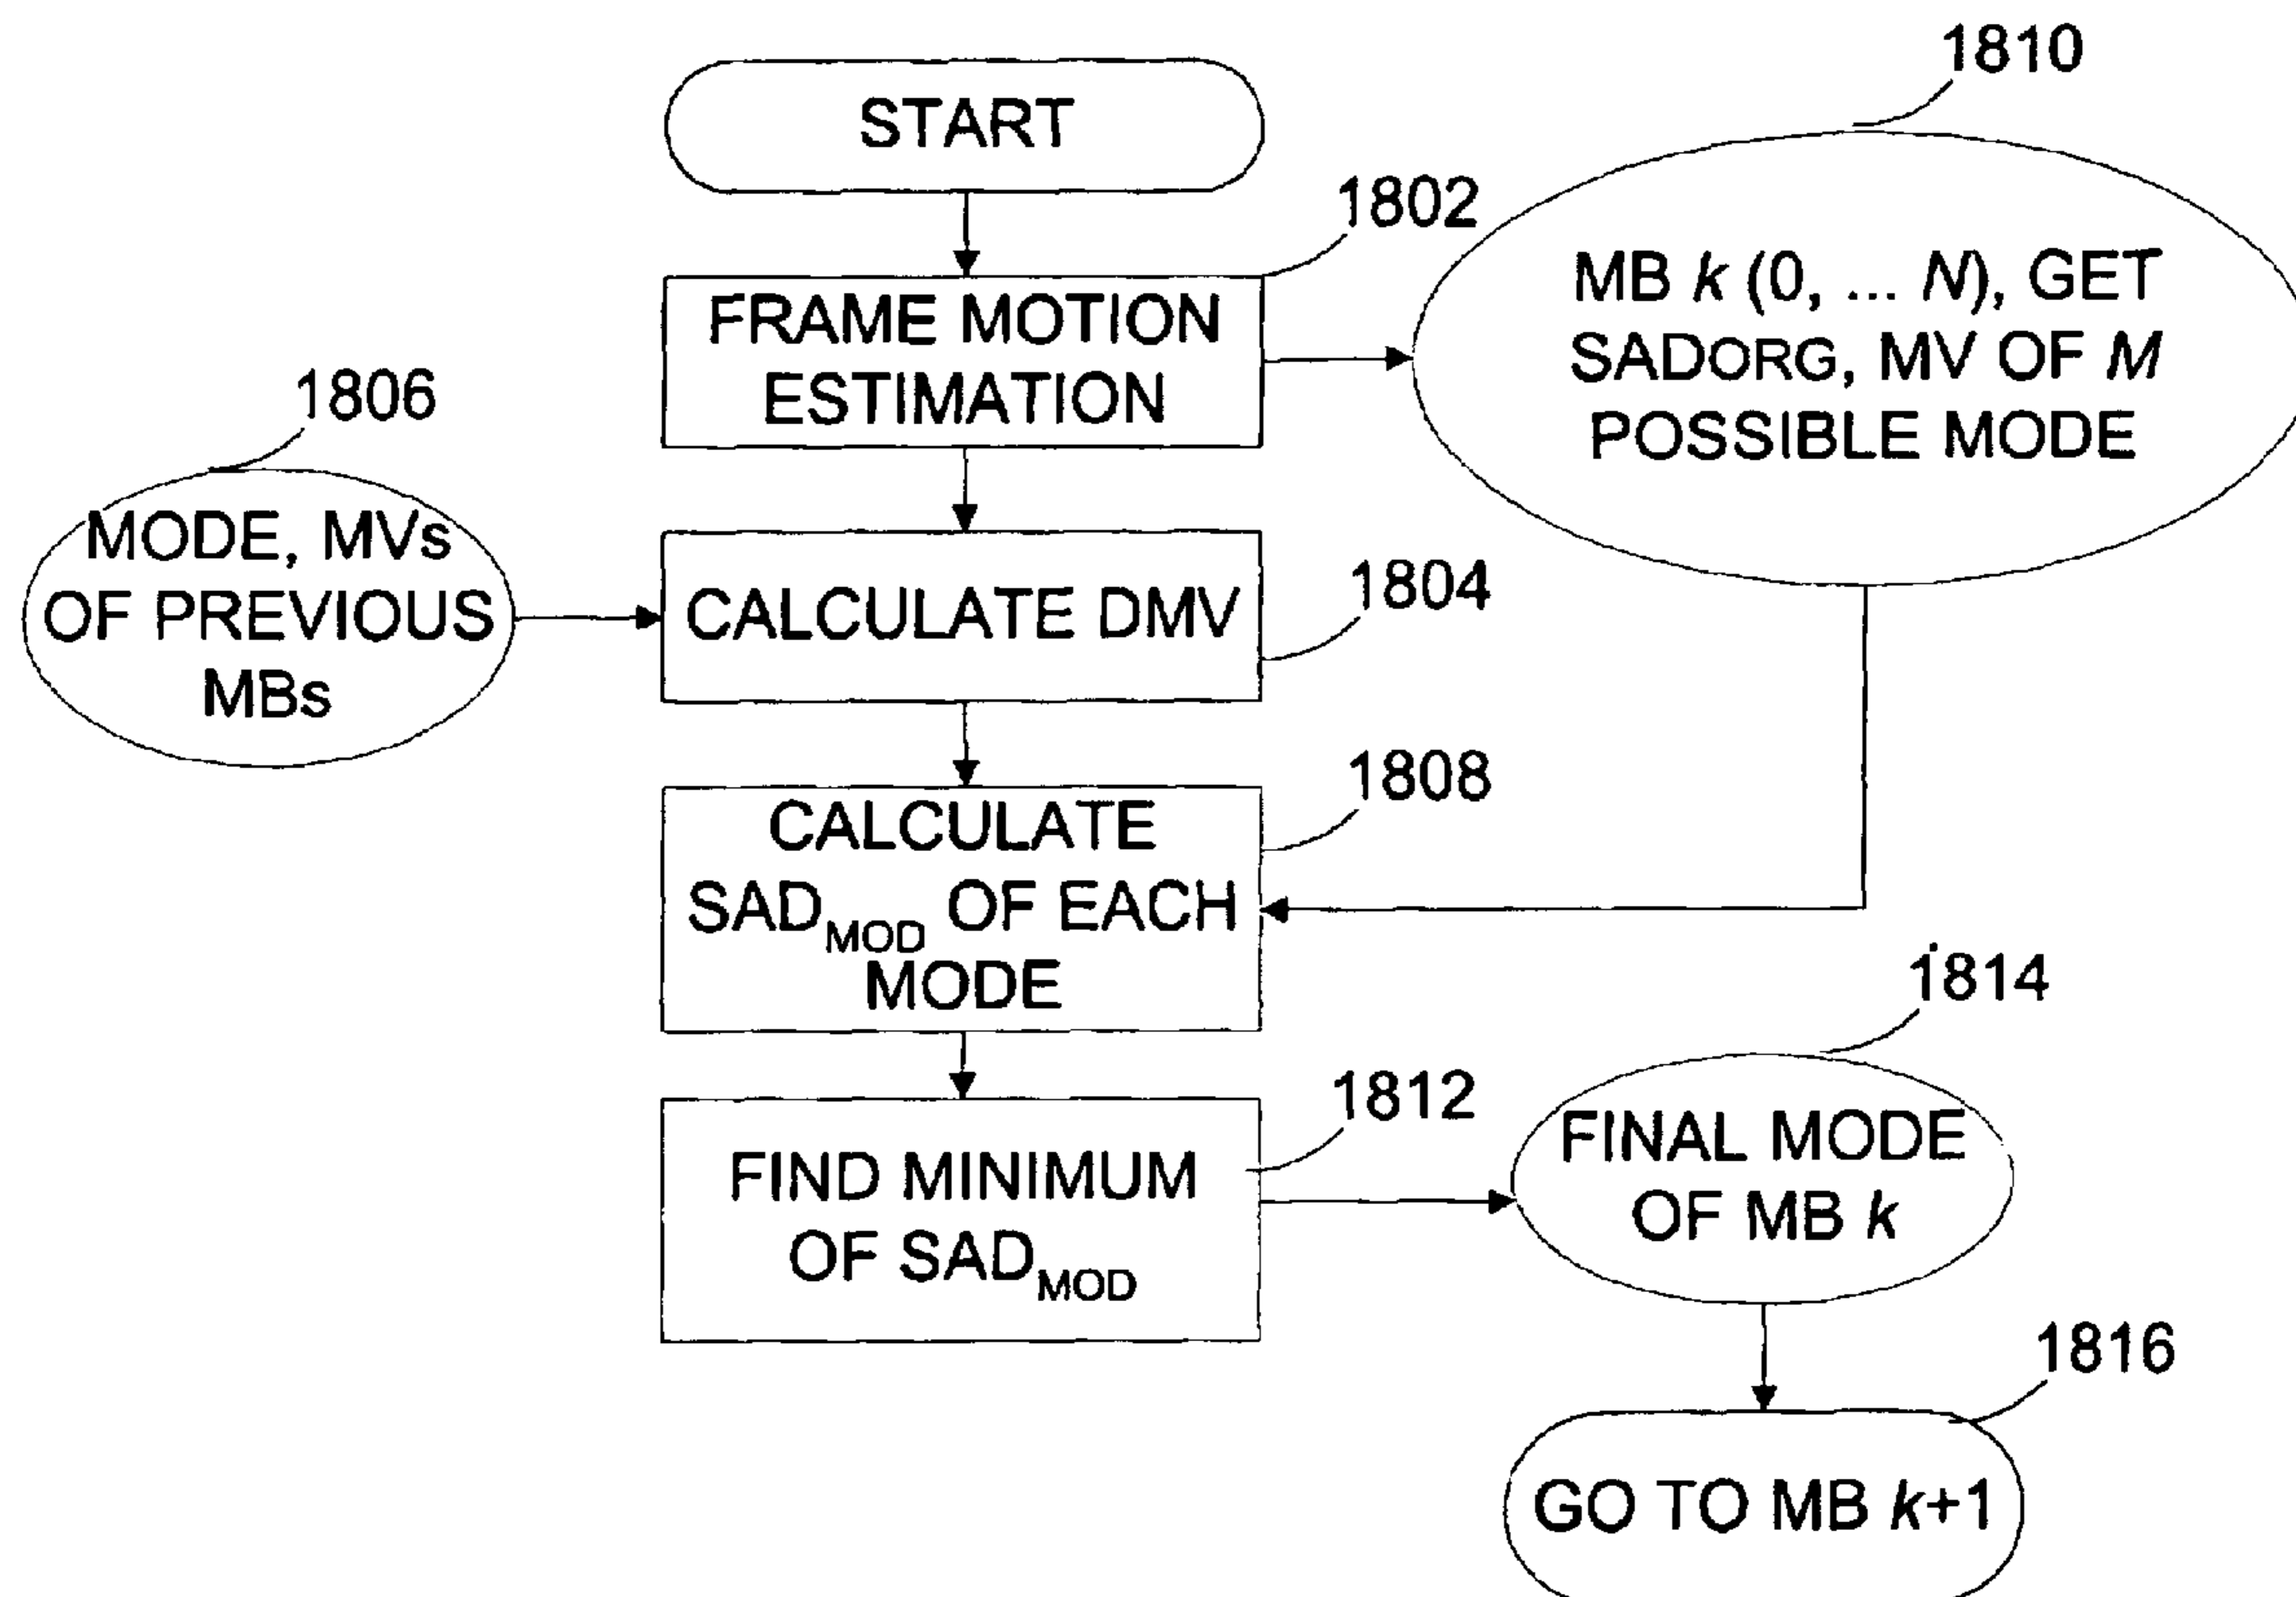 START
1810
1802
FRAME MOTION
ESTIMATION
MB k (0, ... N), GET
SADORG, MV OF M
POSSIBLE MODE
1806
MODE, MVs
OF PREVIOUS
MBs
1804
CALCULATE DMV
1808
CALCULATE
SAD_MOD OF EACH
MODE
1812
FIND MINIMUM
OF SAD_MOD
1814
FINAL MODE
OF MB k
1816
GO TO MB k+1